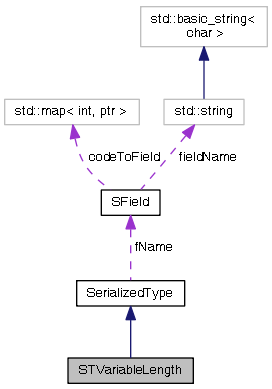 std::basic_string<
char >
std::map< int, ptr >
std::string
codeToField
fieldName
SField
fName
SerializedType
STVariableLength